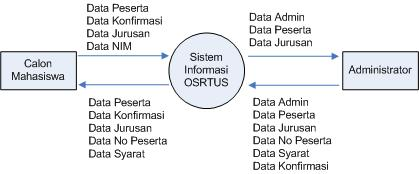 Data Peserta
Data Konfirmasi
Data Jurusan
Data NIM
Data Admin
Data Peserta
Data Jurusan
Calon
Mahasiswa
Sistem
Informasi
OSRTUS
Administrator
Data Peserta
Data Konfirmasi
Data Jurusan
Data No Peserta
Data Syarat
Data Admin
Data Peserta
Data Jurusan
Data No Peserta
Data Syarat
Data Konfirmasi